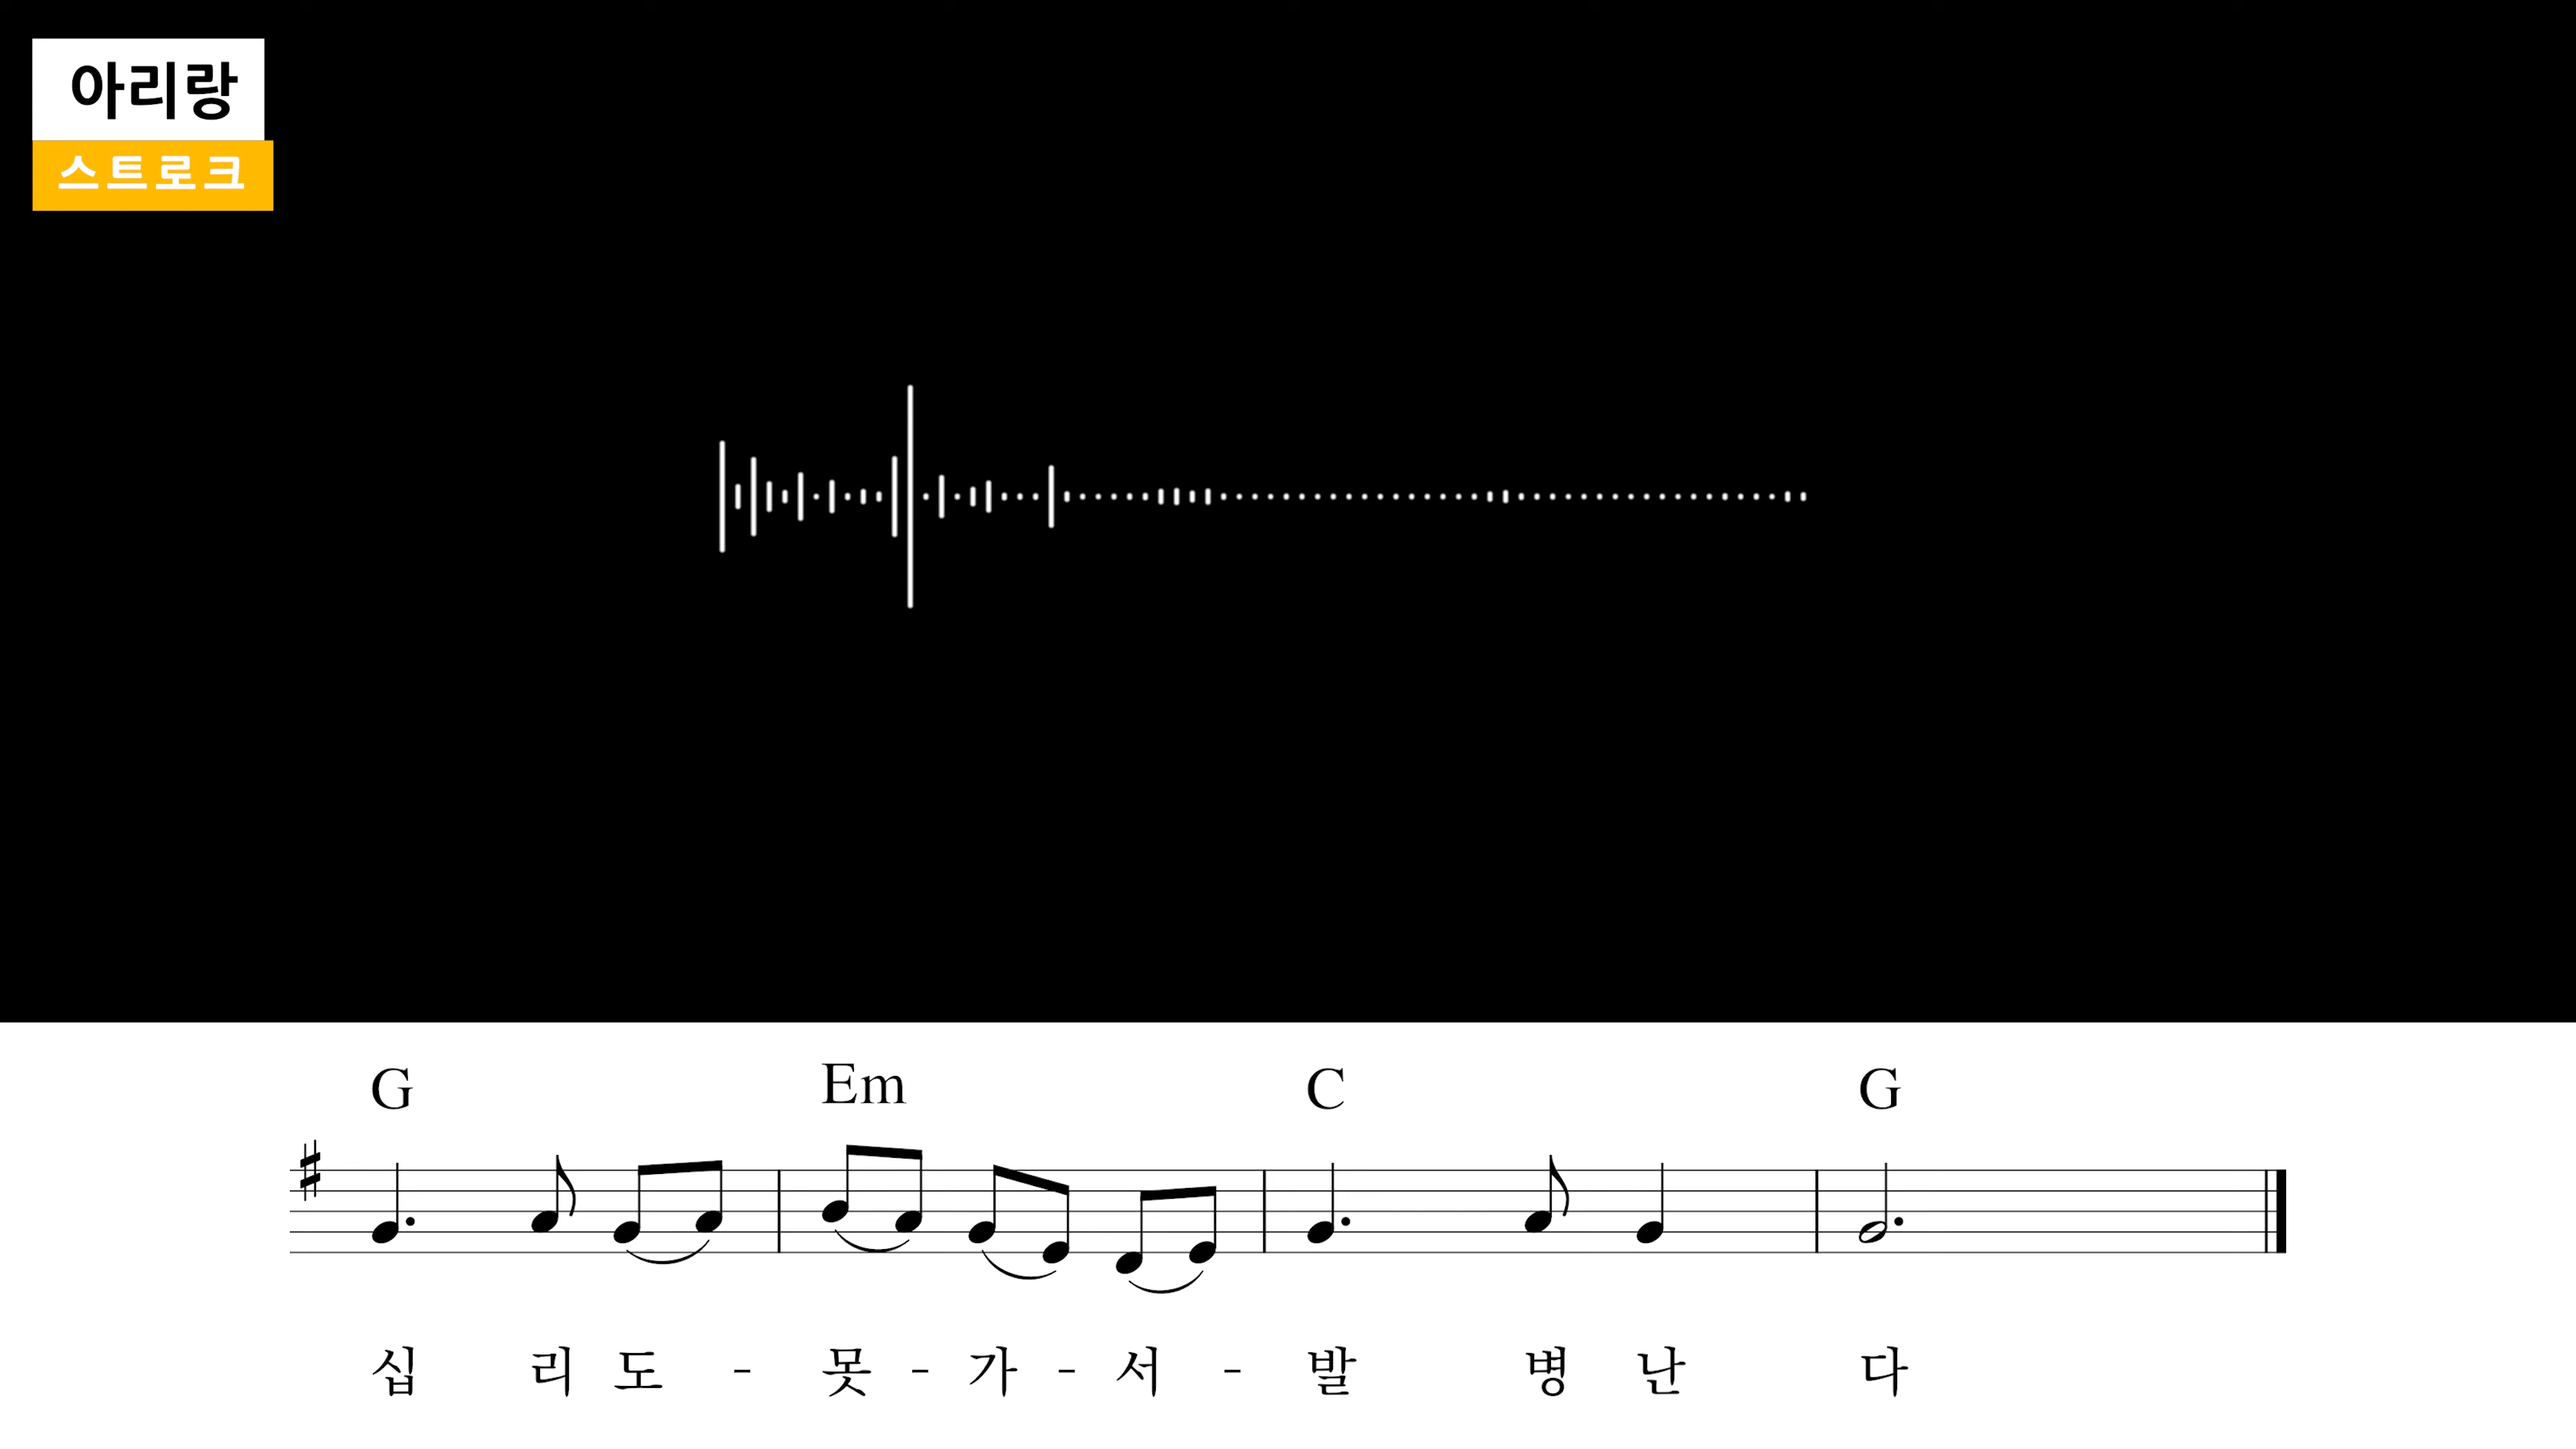 아리랑
스트로크
G Em C G
십 리 도 - 못 - 가 - 서 - 발 병 난 다